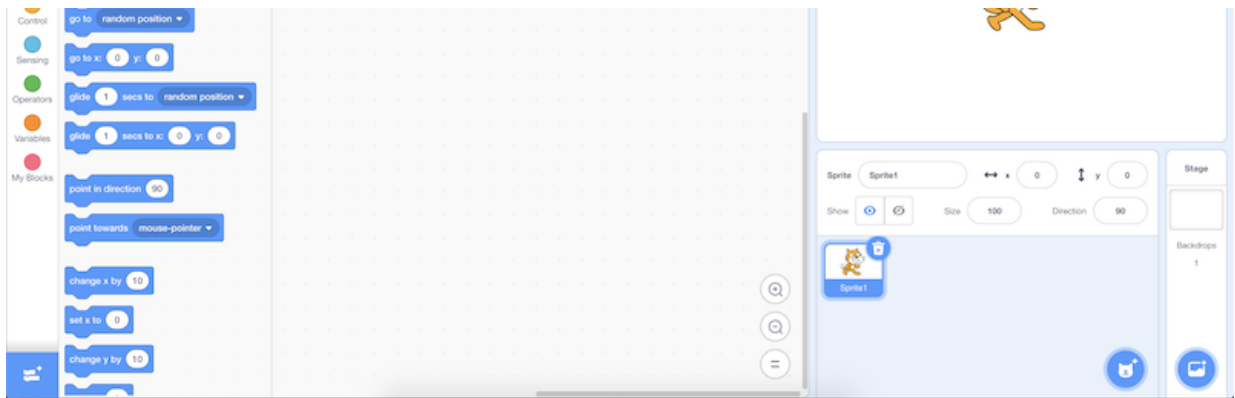 Control
Sensing
Operators
Variables
My Blocks
go to random position
go to x: 0 y: 0
glide 1 secs to random position
glide 1 secs to x: 0 y: 0
point in direction 90
point towards mouse-pointer
change x by 10
set x to 0
change y by 10
Sprite Sprite1 x 0 y 0
Show Size 100 Direction 90
Sprite1
Stage
Backdrops
1